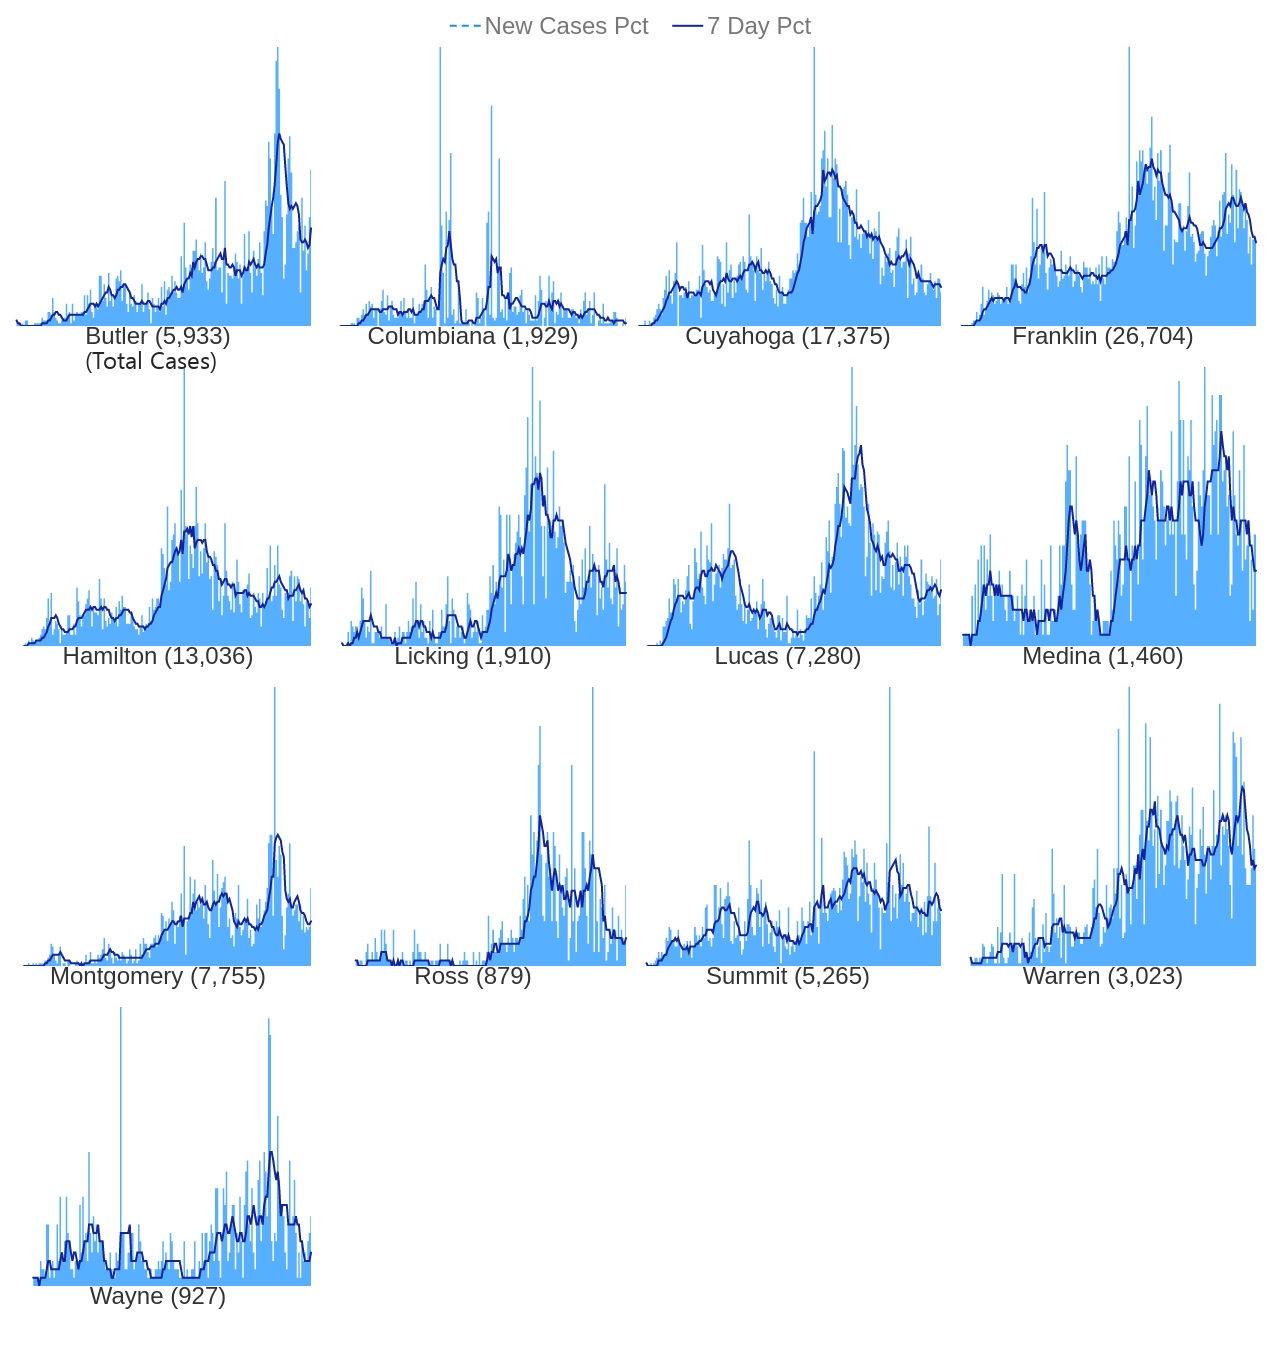 New Cases Pct 7 Day Pct
Butler (5,933)
(Total Cases)
Columbiana (1,929)
Cuyahoga (17,375)
Franklin (26,704)
Hamilton (13,036)
Licking (1,910)
Lucas (7,280)
Medina (1,460)
Montgomery (7,755)
Ross (879)
Summit (5,265)
Warren (3,023)
Wayne (927)